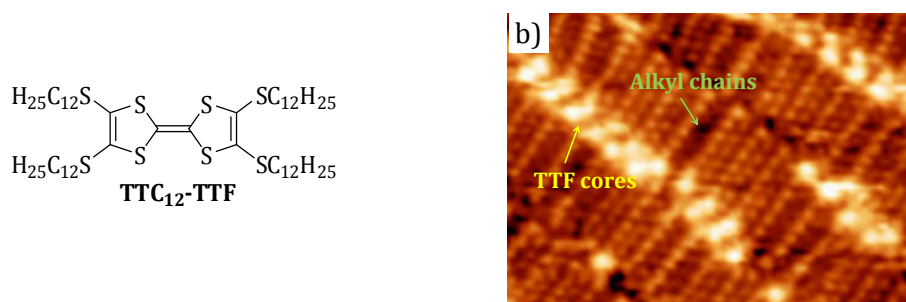 b)
Alkyl chains
TTF cores
H₂₅C₁₂S S S SC₁₂H₂₅
H₂₅C₁₂S S S SC₁₂H₂₅
TTC₁₂-TTF